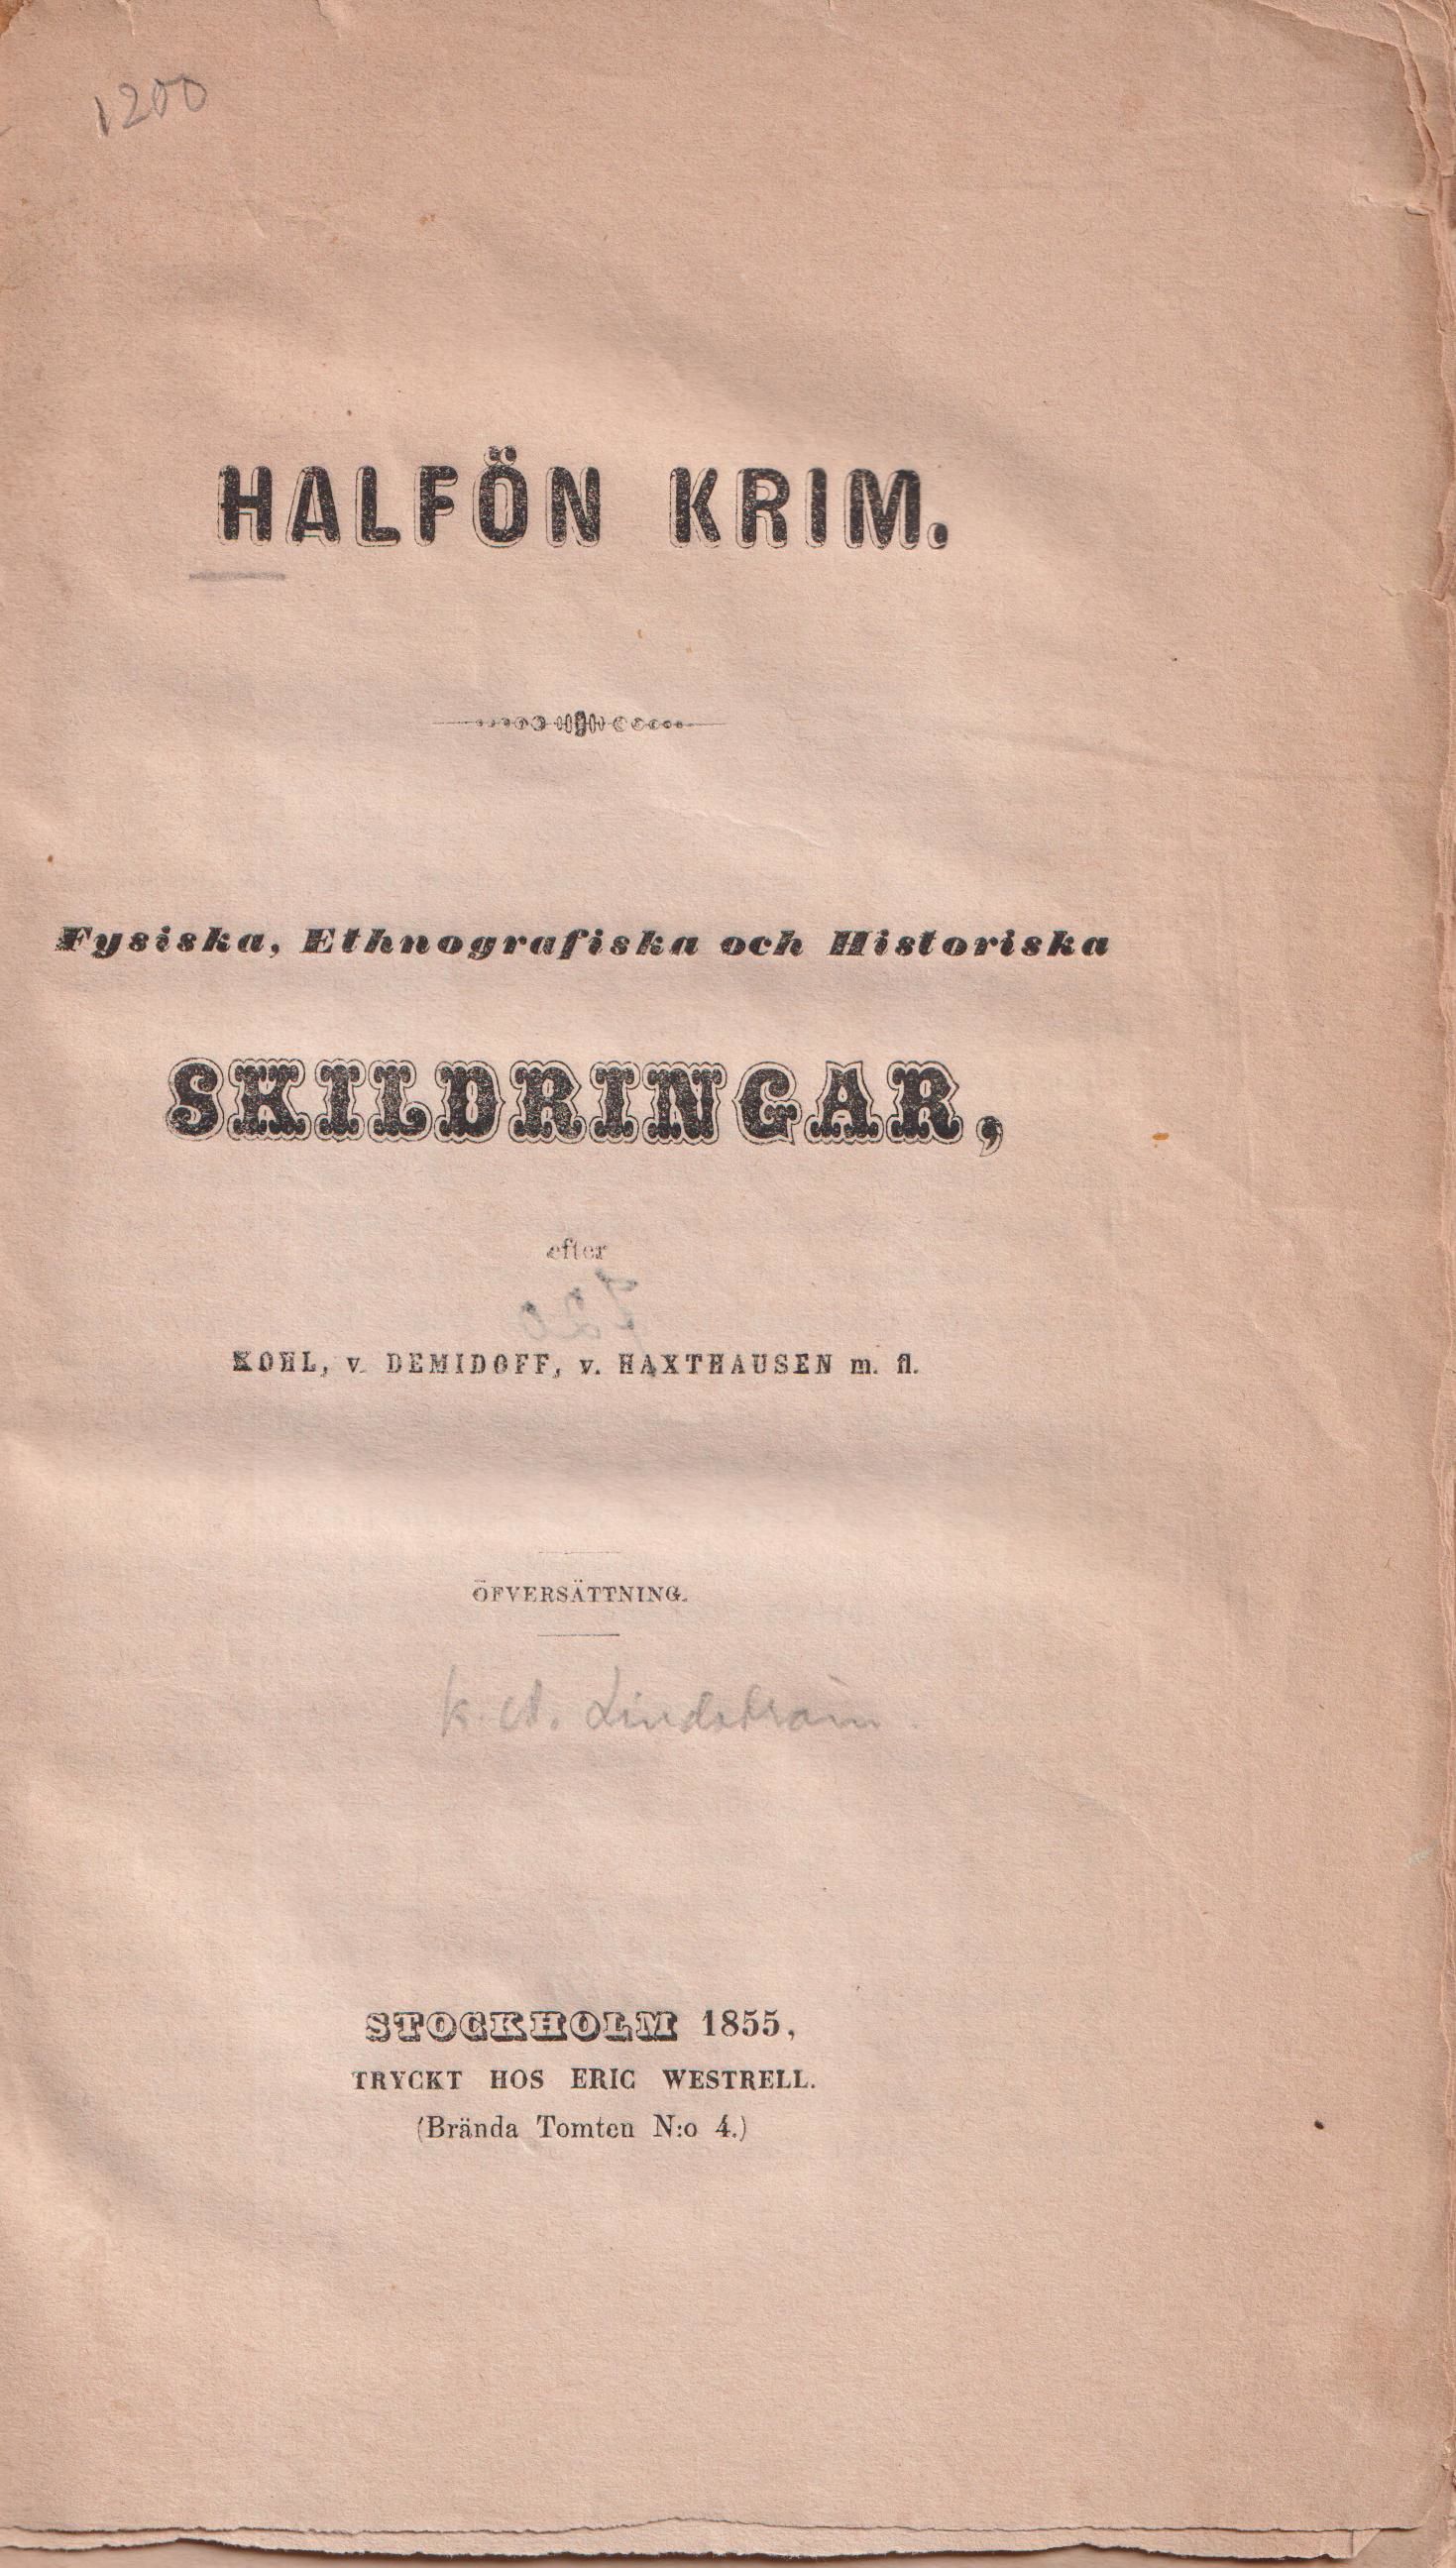 1200
HALFÖN KRIM.
Fysiska, Ethnografiska och Historiska
SKILDRINGAR,
efter
KOHL, v. DEMIDOFF, v. HAXTHAUSEN m. fl.
ÖFVERSÄTTNING.
K. A. Lindström.
STOCKHOLM 1855,
TRYCKT HOS ERIC WESTRELL.
(Brända Tomten N:o 4.)